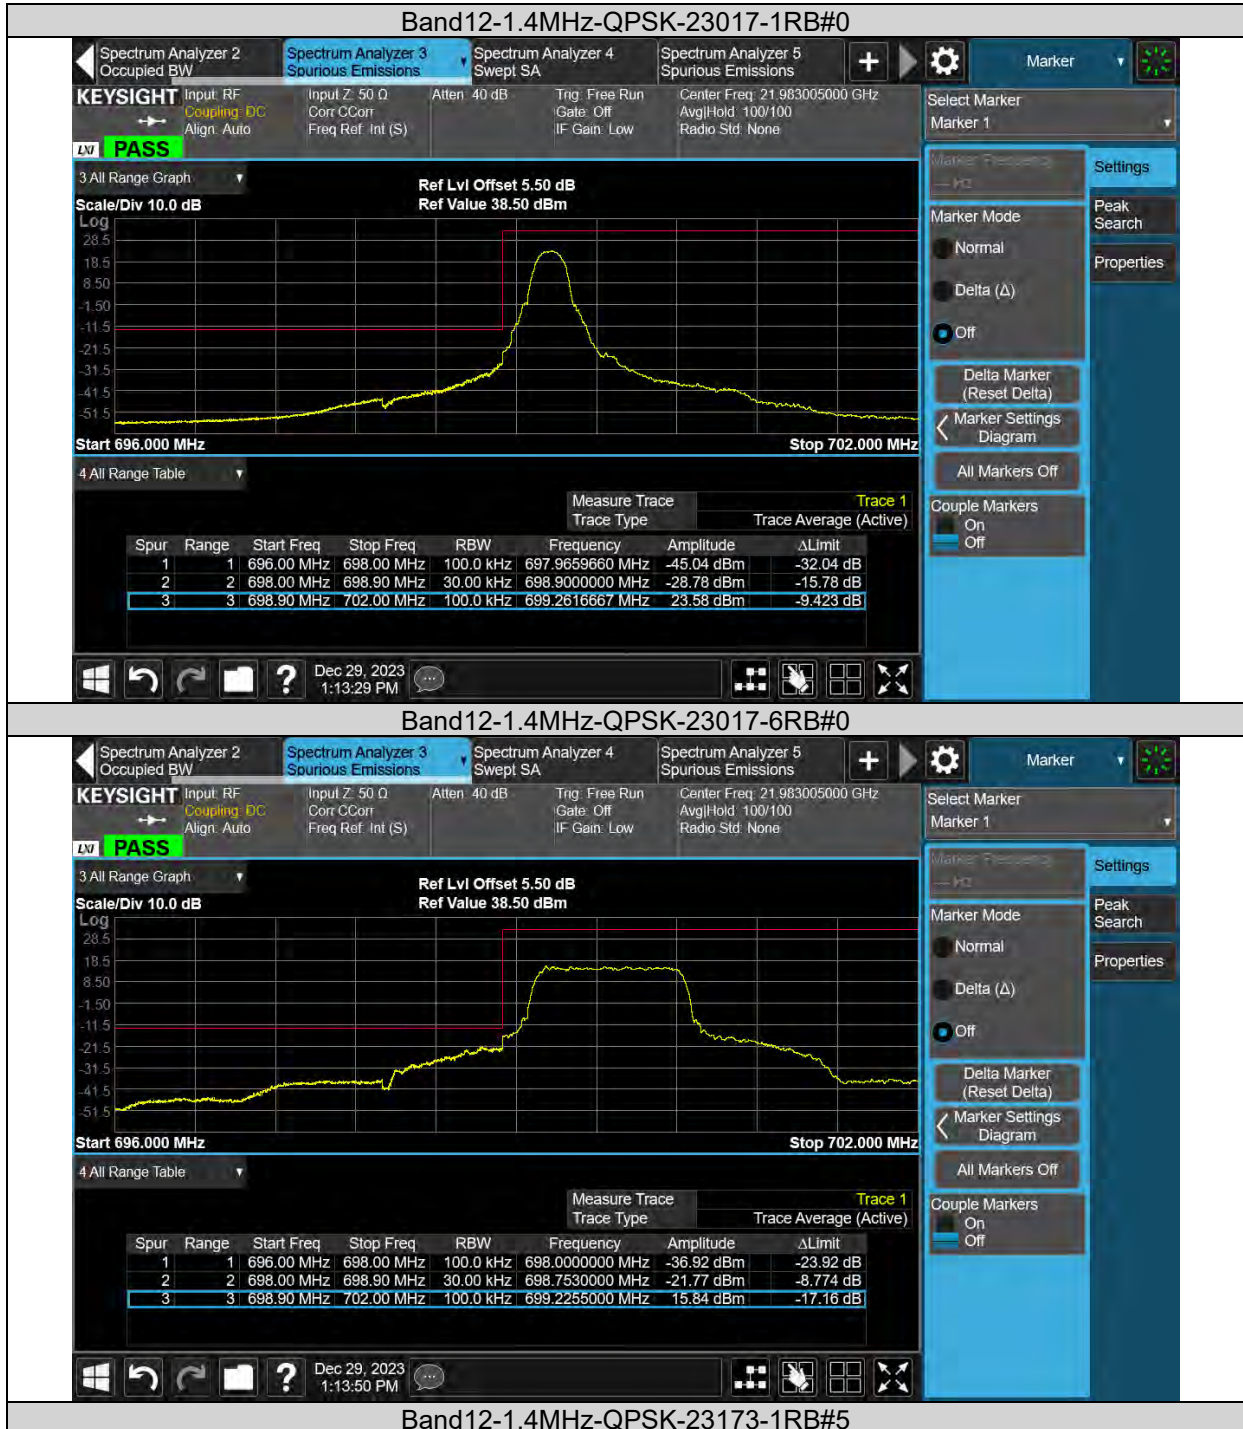 Band12-1.4MHz-QPSK-23017-1RB#0
Spectrum Analyzer 2
Occupied BW
Spectrum Analyzer 3
Spurious Emissions
Spectrum Analyzer 4
Swept SA
Spectrum Analyzer 5
Spurious Emissions
Marker
KEYSIGHT
Input: RF
Coupling: DC
Align: Auto
Input Z: 50 Ω
Corr CCorr
Freq Ref: Int (S)
Atten: 40 dB
Trig: Free Run
Gate: Off
IF Gain: Low
Center Freq: 21.983005000 GHz
Avg|Hold: 100/100
Radio Std: None
LXI PASS
Select Marker
Marker 1
3 All Range Graph
Ref Lvl Offset 5.50 dB
Scale/Div 10.0 dB
Ref Value 38.50 dBm
Log
28.5
18.5
8.50
-1.50
-11.5
-21.5
-31.5
-41.5
-51.5
Start 696.000 MHz
Stop 702.000 MHz
Marker Frequency
--- Hz
Settings
Marker Mode
Peak
Search
Normal
Properties
Delta (Δ)
Off
Delta Marker
(Reset Delta)
Marker Settings
Diagram
All Markers Off
Couple Markers
On
Off
4 All Range Table
Measure Trace Trace 1
Trace Type Trace Average (Active)
Spur Range Start Freq Stop Freq RBW Frequency Amplitude ΔLimit
1 1 696.00 MHz 698.00 MHz 100.0 kHz 697.9659660 MHz -45.04 dBm -32.04 dB
2 2 698.00 MHz 698.90 MHz 30.00 kHz 698.9000000 MHz -28.78 dBm -15.78 dB
3 3 698.90 MHz 702.00 MHz 100.0 kHz 699.2616667 MHz 23.58 dBm -9.423 dB
?
Dec 29, 2023
1:13:29 PM
Band12-1.4MHz-QPSK-23017-6RB#0
Spectrum Analyzer 2
Occupied BW
Spectrum Analyzer 3
Spurious Emissions
Spectrum Analyzer 4
Swept SA
Spectrum Analyzer 5
Spurious Emissions
Marker
KEYSIGHT
Input: RF
Coupling: DC
Align: Auto
Input Z: 50 Ω
Corr CCorr
Freq Ref: Int (S)
Atten: 40 dB
Trig: Free Run
Gate: Off
IF Gain: Low
Center Freq: 21.983005000 GHz
Avg|Hold: 100/100
Radio Std: None
LXI PASS
Select Marker
Marker 1
3 All Range Graph
Ref Lvl Offset 5.50 dB
Scale/Div 10.0 dB
Ref Value 38.50 dBm
Log
28.5
18.5
8.50
-1.50
-11.5
-21.5
-31.5
-41.5
-51.5
Start 696.000 MHz
Stop 702.000 MHz
Marker Frequency
--- Hz
Settings
Marker Mode
Peak
Search
Normal
Properties
Delta (Δ)
Off
Delta Marker
(Reset Delta)
Marker Settings
Diagram
All Markers Off
Couple Markers
On
Off
4 All Range Table
Measure Trace Trace 1
Trace Type Trace Average (Active)
Spur Range Start Freq Stop Freq RBW Frequency Amplitude ΔLimit
1 1 696.00 MHz 698.00 MHz 100.0 kHz 698.0000000 MHz -36.92 dBm -23.92 dB
2 2 698.00 MHz 698.90 MHz 30.00 kHz 698.7530000 MHz -21.77 dBm -8.774 dB
3 3 698.90 MHz 702.00 MHz 100.0 kHz 699.2255000 MHz 15.84 dBm -17.16 dB
?
Dec 29, 2023
1:13:50 PM
Band12-1.4MHz-QPSK-23173-1RB#5